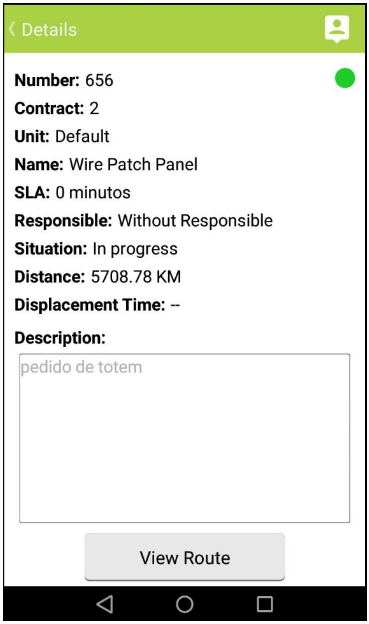 Details
Number: 656
Contract: 2
Unit: Default
Name: Wire Patch Panel
SLA: 0 minutos
Responsible: Without Responsible
Situation: In progress
Distance: 5708.78 KM
Displacement Time: --
Description:
pedido de totem
View Route